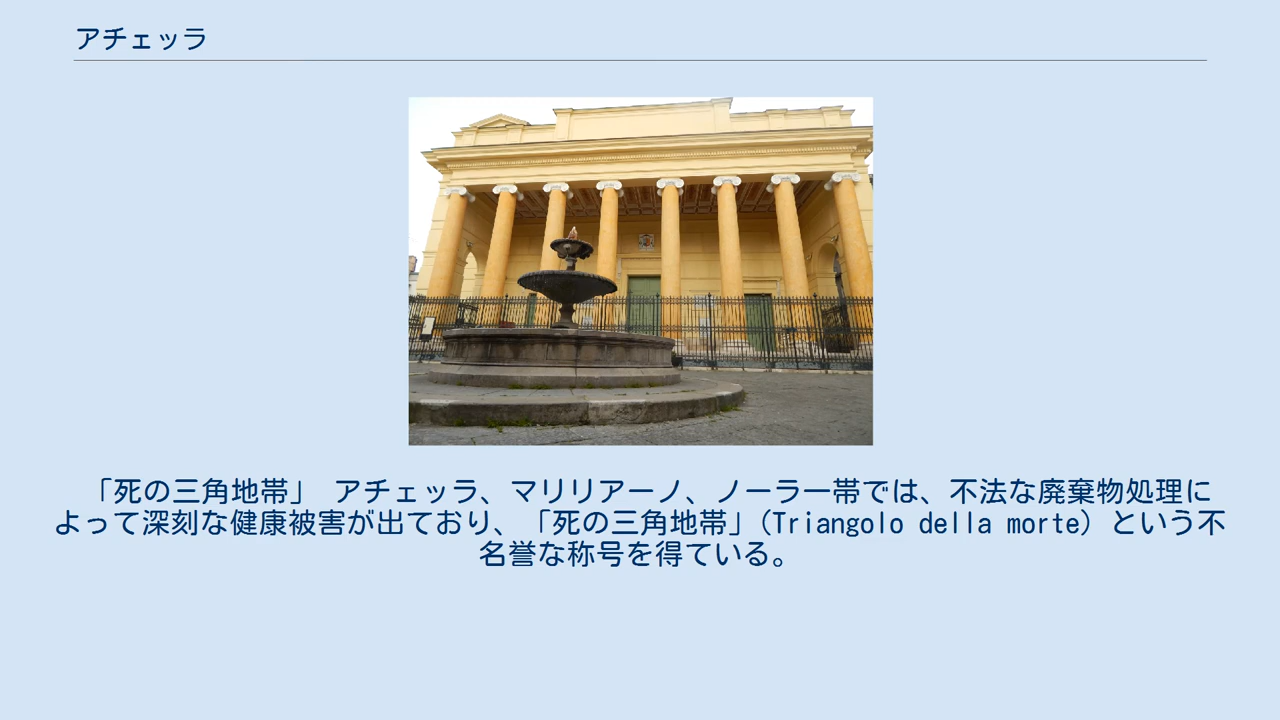 アチェッラ
「死の三角地帯」 アチェッラ、マリリアーノ、ノーラ一帯では、不法な廃棄物処理に
よって深刻な健康被害が出ており、「死の三角地帯」(Triangolo della morte) という不
名誉な称号を得ている。